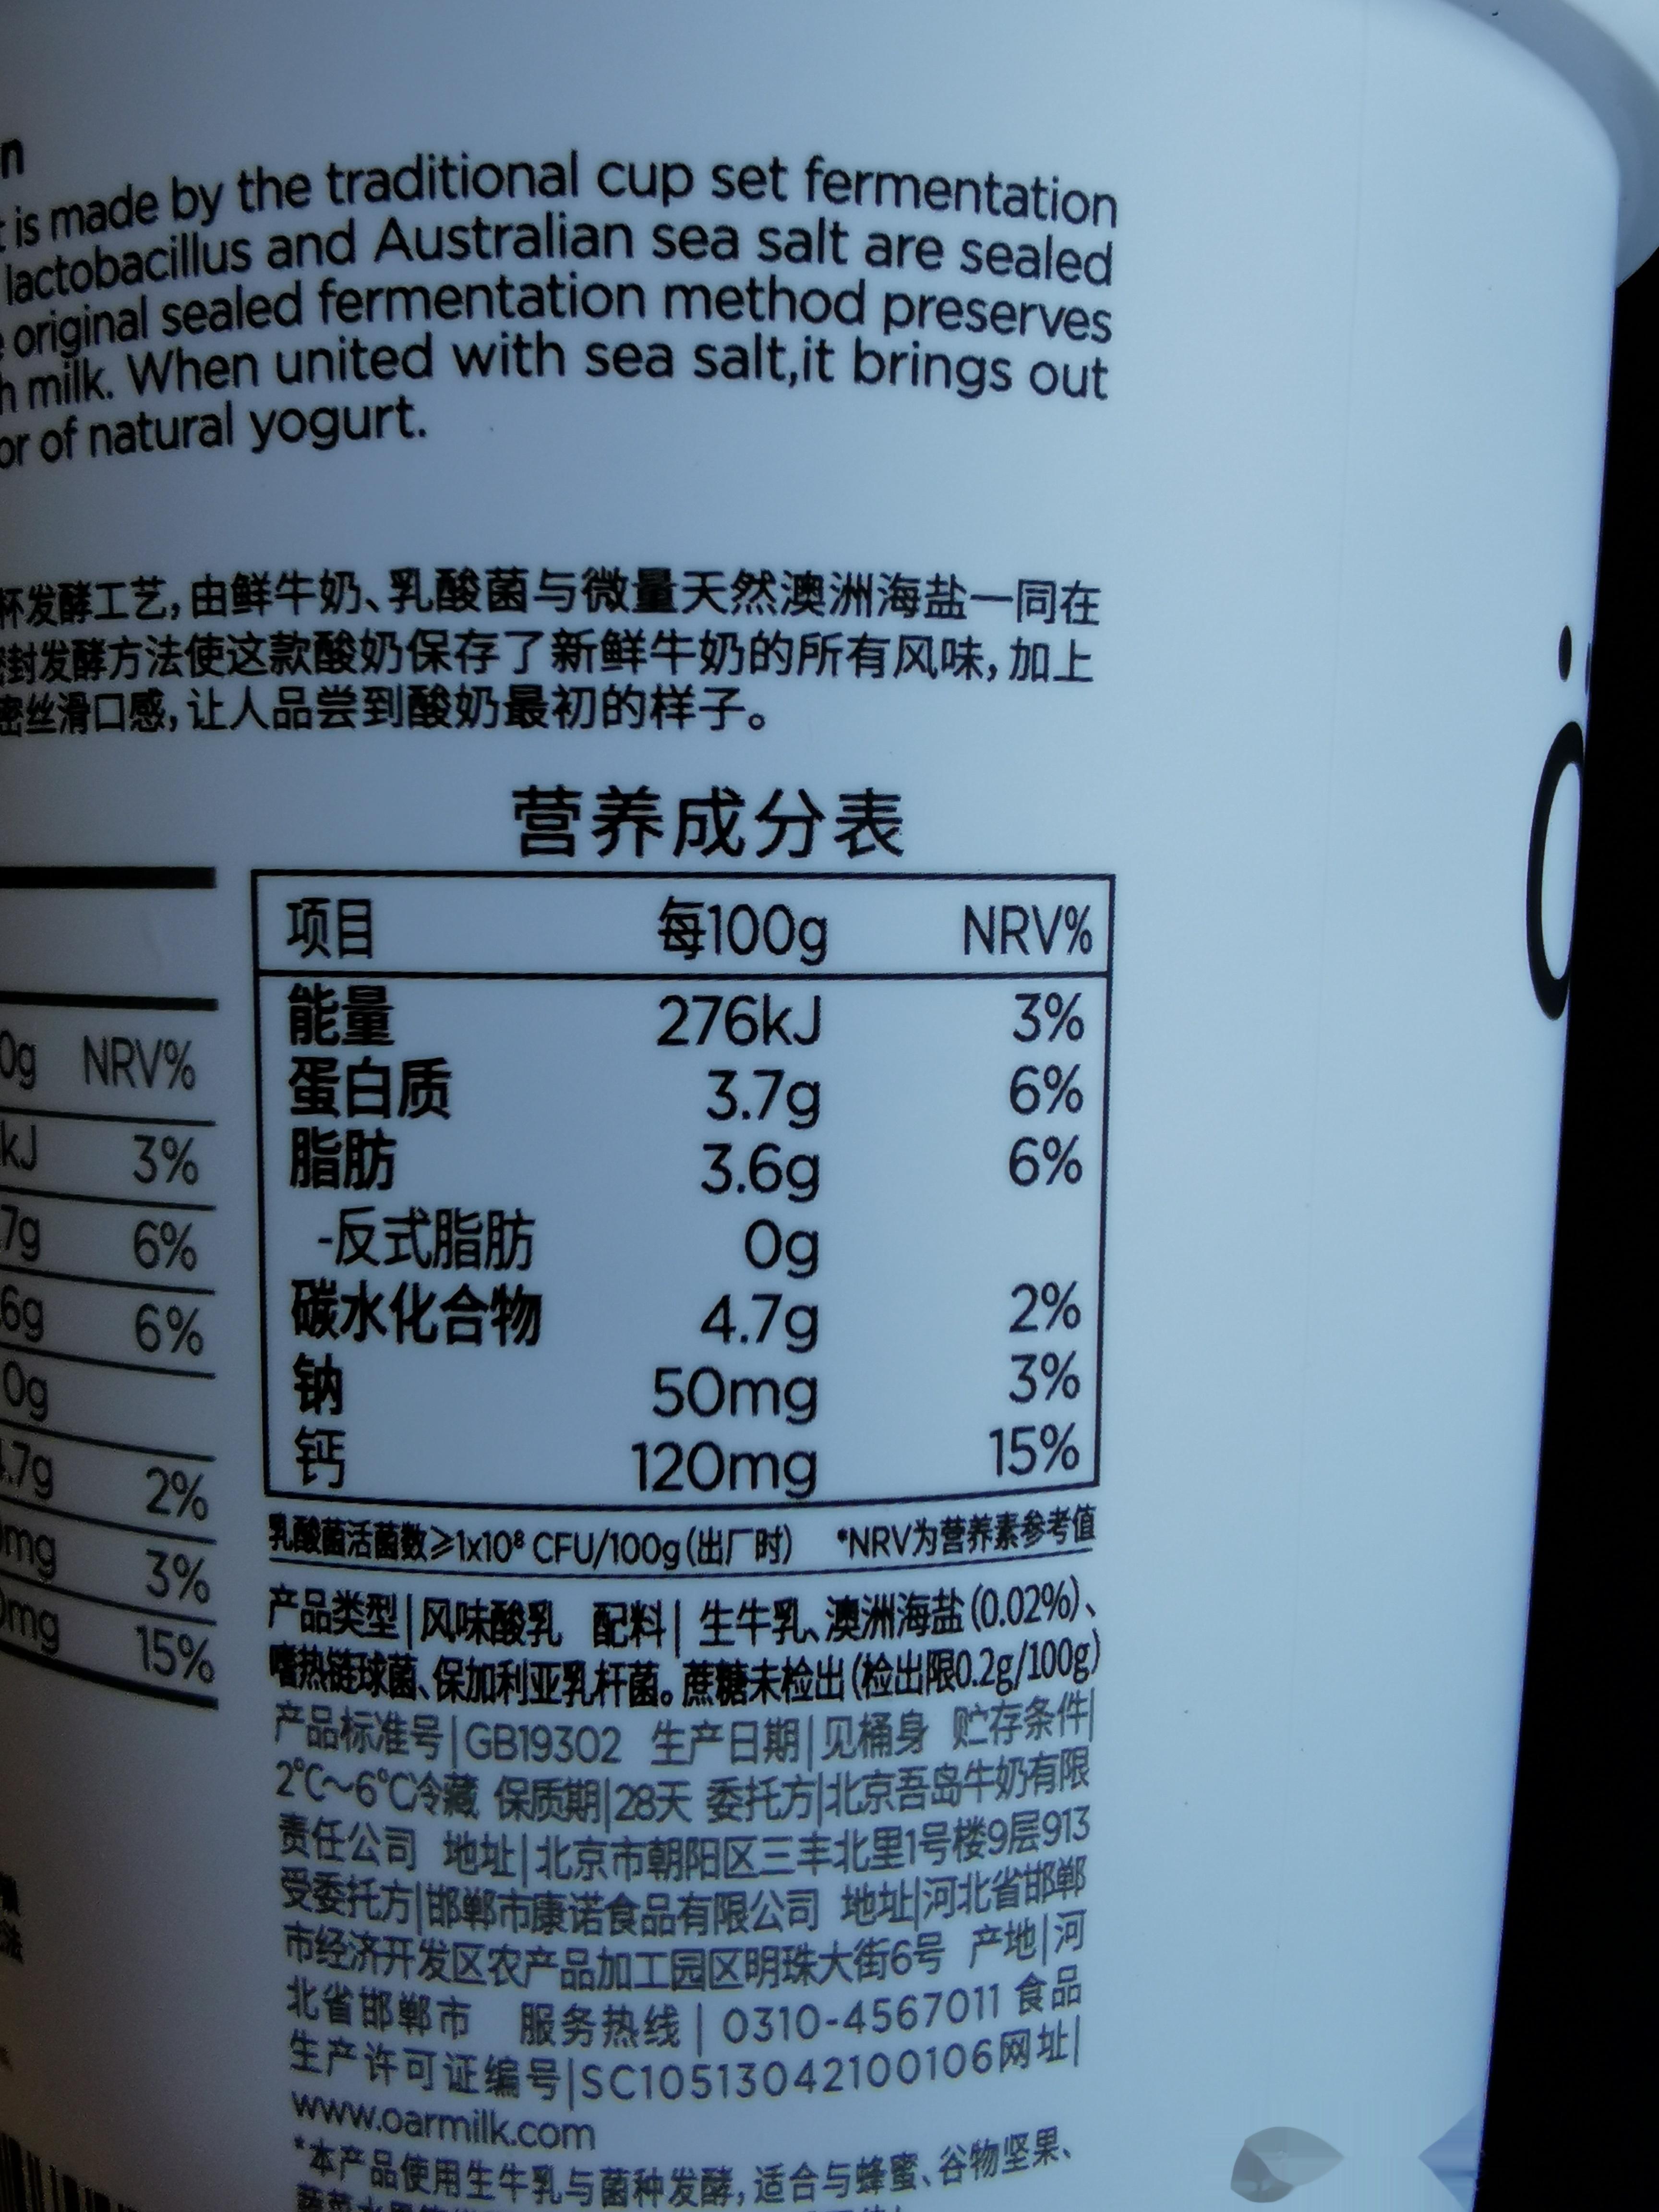 n
is made by the traditional cup set fermentation
lactobacillus and Australian sea salt are sealed
original sealed fermentation method preserves
h milk. When united with sea salt,it brings out
or of natural yogurt.
杯发酵工艺,由鲜牛奶、乳酸菌与微量天然澳洲海盐一同在
密封发酵方法使这款酸奶保存了新鲜牛奶的所有风味,加上
密丝滑口感,让人品尝到酸奶最初的样子。
营养成分表
项目 每100g NRV%
能量 276kJ 3%
蛋白质 3.7g 6%
脂肪 3.6g 6%
-反式脂肪 0g
碳水化合物 4.7g 2%
钠 50mg 3%
钙 120mg 15%
0g NRV%
kJ 3%
7g 6%
6g 6%
0g
.7g 2%
0mg 3%
0mg 15%
乳酸菌活菌数≥1x10⁸ CFU/100g(出厂时) *NRV为营养素参考值
产品类型|风味酸乳 配料| 生牛乳、澳洲海盐(0.02%)、
嗜热链球菌、保加利亚乳杆菌。蔗糖未检出(检出限0.2g/100g)
产品标准号|GB19302 生产日期|见桶身 贮存条件|
2℃~6℃冷藏 保质期|28天 委托方|北京吾岛牛奶有限
责任公司 地址|北京市朝阳区三丰北里1号楼9层913
受委托方|邯郸市康诺食品有限公司 地址|河北省邯郸
市经济开发区农产品加工园区明珠大街6号 产地|河
北省邯郸市 服务热线|0310-4567011 食品
生产许可证编号|SC10513042100106网址|
www.oarmilk.com
*本产品使用生牛乳与菌种发酵,适合与蜂蜜、谷物坚果、
法
Ö